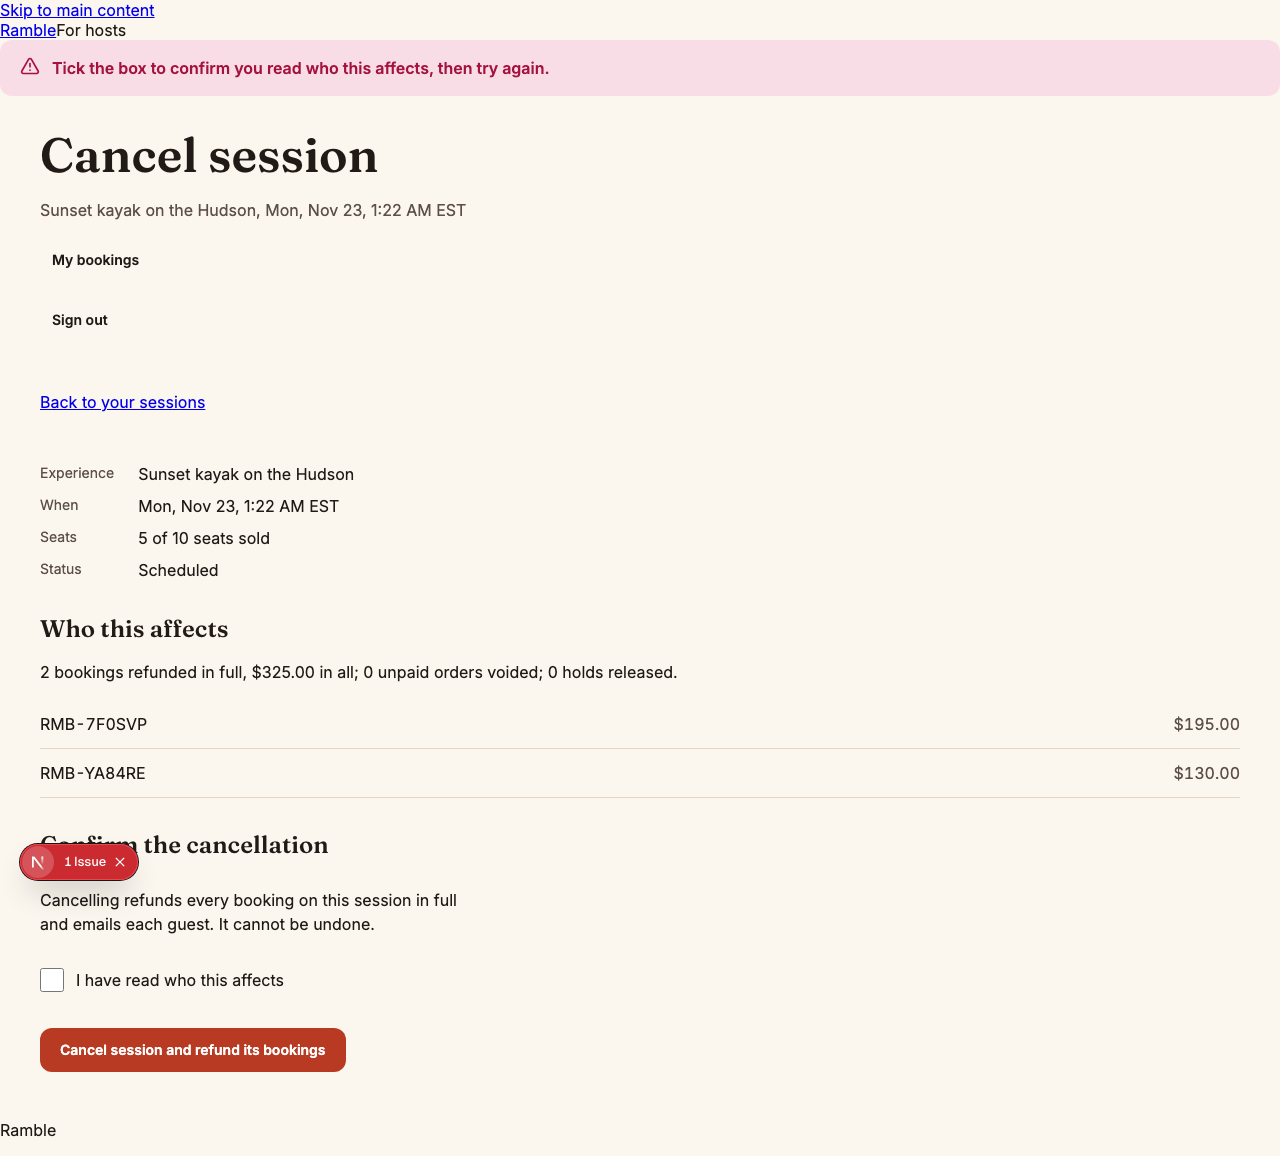 Skip to main content
Ramble For hosts
Tick the box to confirm you read who this affects, then try again.
Cancel session
Sunset kayak on the Hudson, Mon, Nov 23, 1:22 AM EST
My bookings
Sign out
Back to your sessions
Experience Sunset kayak on the Hudson
When Mon, Nov 23, 1:22 AM EST
Seats 5 of 10 seats sold
Status Scheduled
Who this affects
2 bookings refunded in full, $325.00 in all; 0 unpaid orders voided; 0 holds released.
RMB-7F0SVP $195.00
RMB-YA84RE $130.00
Confirm the cancellation
N 1 Issue
Cancelling refunds every booking on this session in full
and emails each guest. It cannot be undone.
I have read who this affects
Cancel session and refund its bookings
Ramble